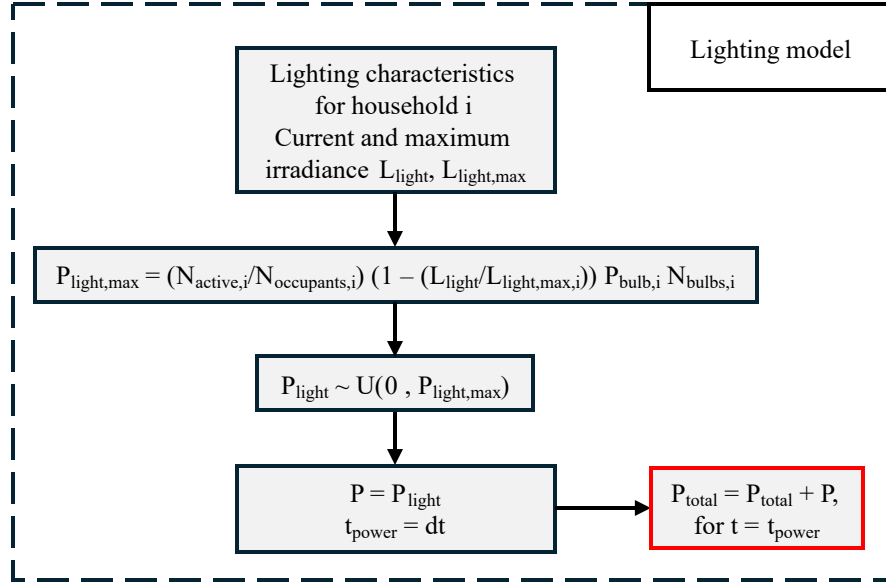 Lighting model
Lighting characteristics
for household i
Current and maximum
irradiance L_light, L_light,max
P_light,max = (N_active,i/N_occupants,i) (1 – (L_light/L_light,max,i)) P_bulb,i N_bulbs,i
P_light ~ U(0 , P_light,max)
P = P_light
t_power = dt
P_total = P_total + P,
for t = t_power